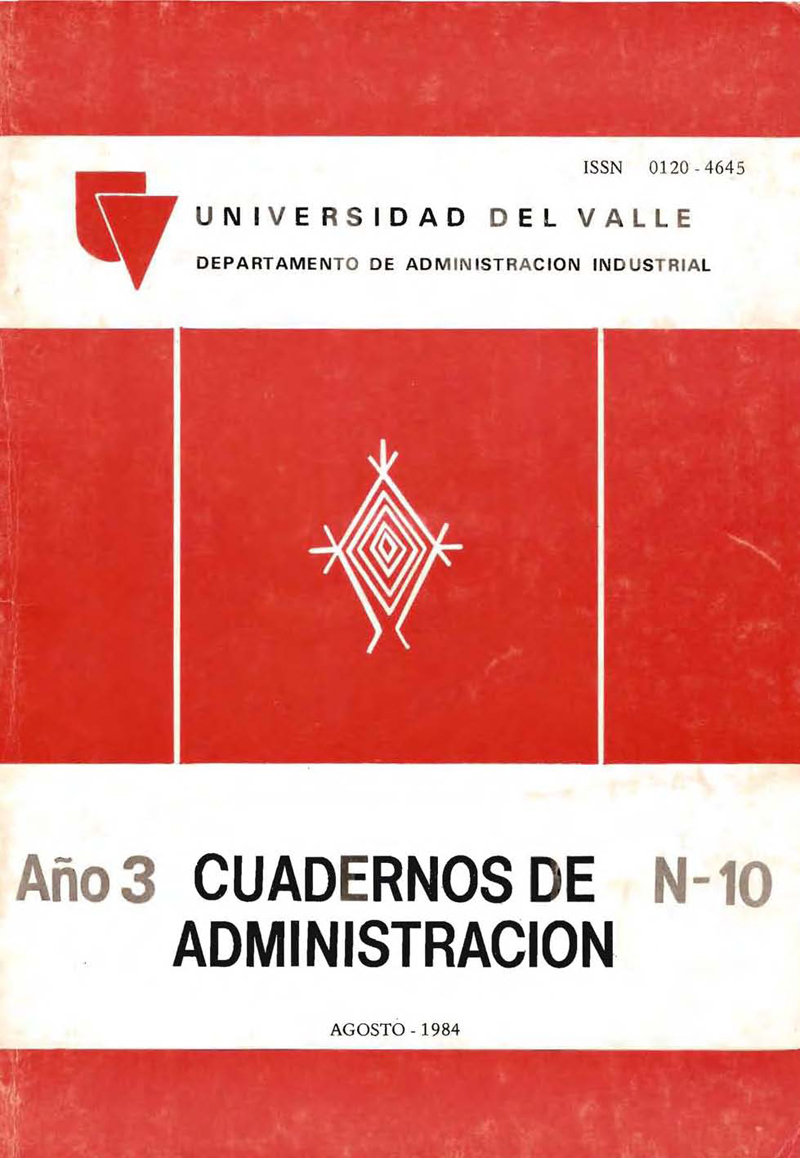 ISSN 0120 - 4645
UNIVERSIDAD DEL VALLE
DEPARTAMENTO DE ADMINISTRACION INDUSTRIAL
Año 3 CUADERNOS DE N-10
ADMINISTRACION
AGOSTO - 1984